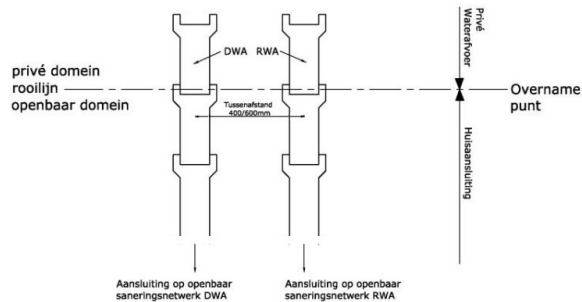 Privé
Waterafvoer
DWA RWA
privé domein
rooilijn
openbaar domein
Overname
punt
Tussenafstand
400/600mm
Huisaansluiting
Aansluiting op openbaar
saneringsnetwerk DWA
Aansluiting op openbaar
saneringsnetwerk RWA